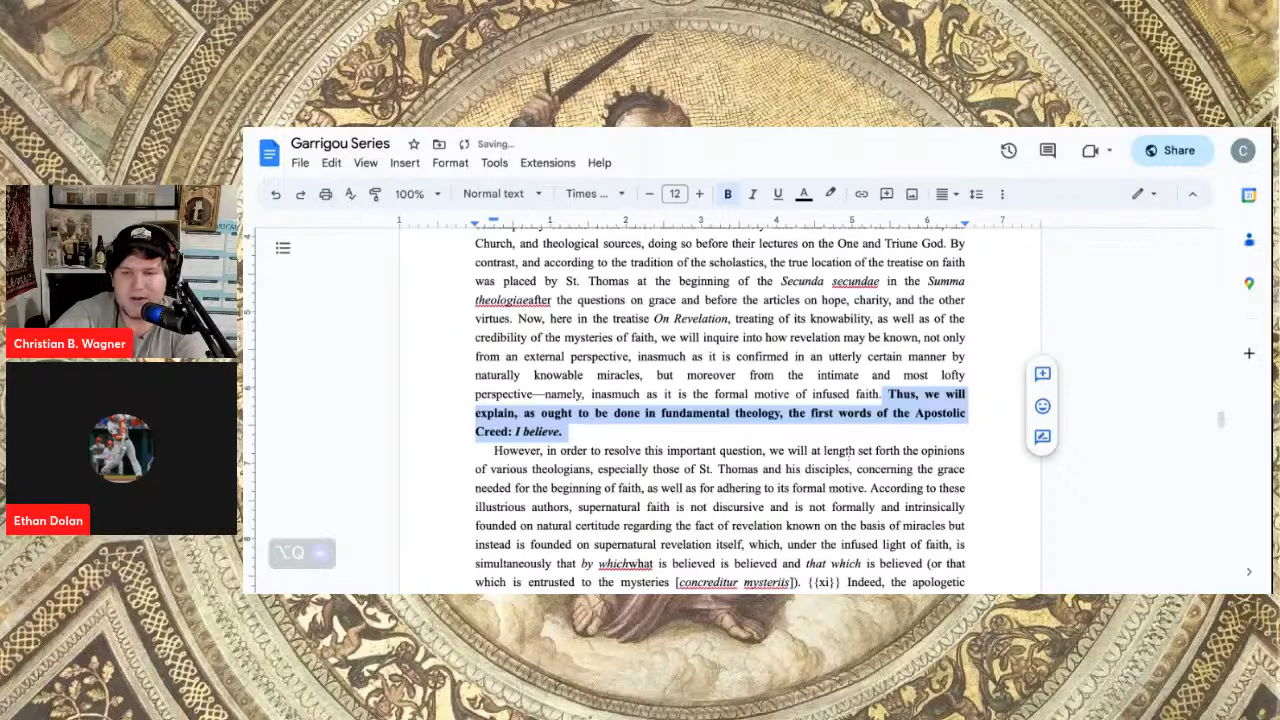 Garrigou Series
Saving...
File Edit View Insert Format Tools Extensions Help
Share
C
100% Normal text Times ... 12 B I U A
1 1 2 3 4 5 6 7
Church, and theological sources, doing so before their lectures on the One and Triune God. By
contrast, and according to the tradition of the scholastics, the true location of the treatise on faith
was placed by St. Thomas at the beginning of the Secunda secundae in the Summa
theologiaeafter the questions on grace and before the articles on hope, charity, and the other
virtues. Now, here in the treatise On Revelation, treating of its knowability, as well as of the
credibility of the mysteries of faith, we will inquire into how revelation may be known, not only
from an external perspective, inasmuch as it is confirmed in an utterly certain manner by
naturally knowable miracles, but moreover from the intimate and most lofty
perspective—namely, inasmuch as it is the formal motive of infused faith. Thus, we will
explain, as ought to be done in fundamental theology, the first words of the Apostolic
Creed: I believe.
However, in order to resolve this important question, we will at length set forth the opinions
of various theologians, especially those of St. Thomas and his disciples, concerning the grace
needed for the beginning of faith, as well as for adhering to its formal motive. According to these
illustrious authors, supernatural faith is not discursive and is not formally and intrinsically
founded on natural certitude regarding the fact of revelation known on the basis of miracles but
instead is founded on supernatural revelation itself, which, under the infused light of faith, is
simultaneously that by whichwhat is believed is believed and that which is believed (or that
which is entrusted to the mysteries [concreditur mysteriis]). {{xi}} Indeed, the apologetic
⌥Q
Christian B. Wagner
Ethan Dolan